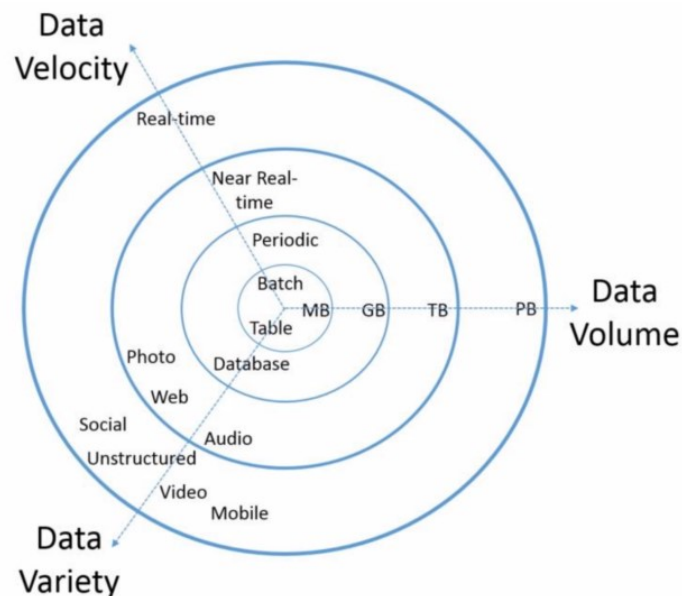 Data
Velocity
Real-time
Near Real-
time
Periodic
Batch
MB GB TB PB
Data
Volume
Table
Photo
Database
Web
Social
Audio
Unstructured
Video
Mobile
Data
Variety